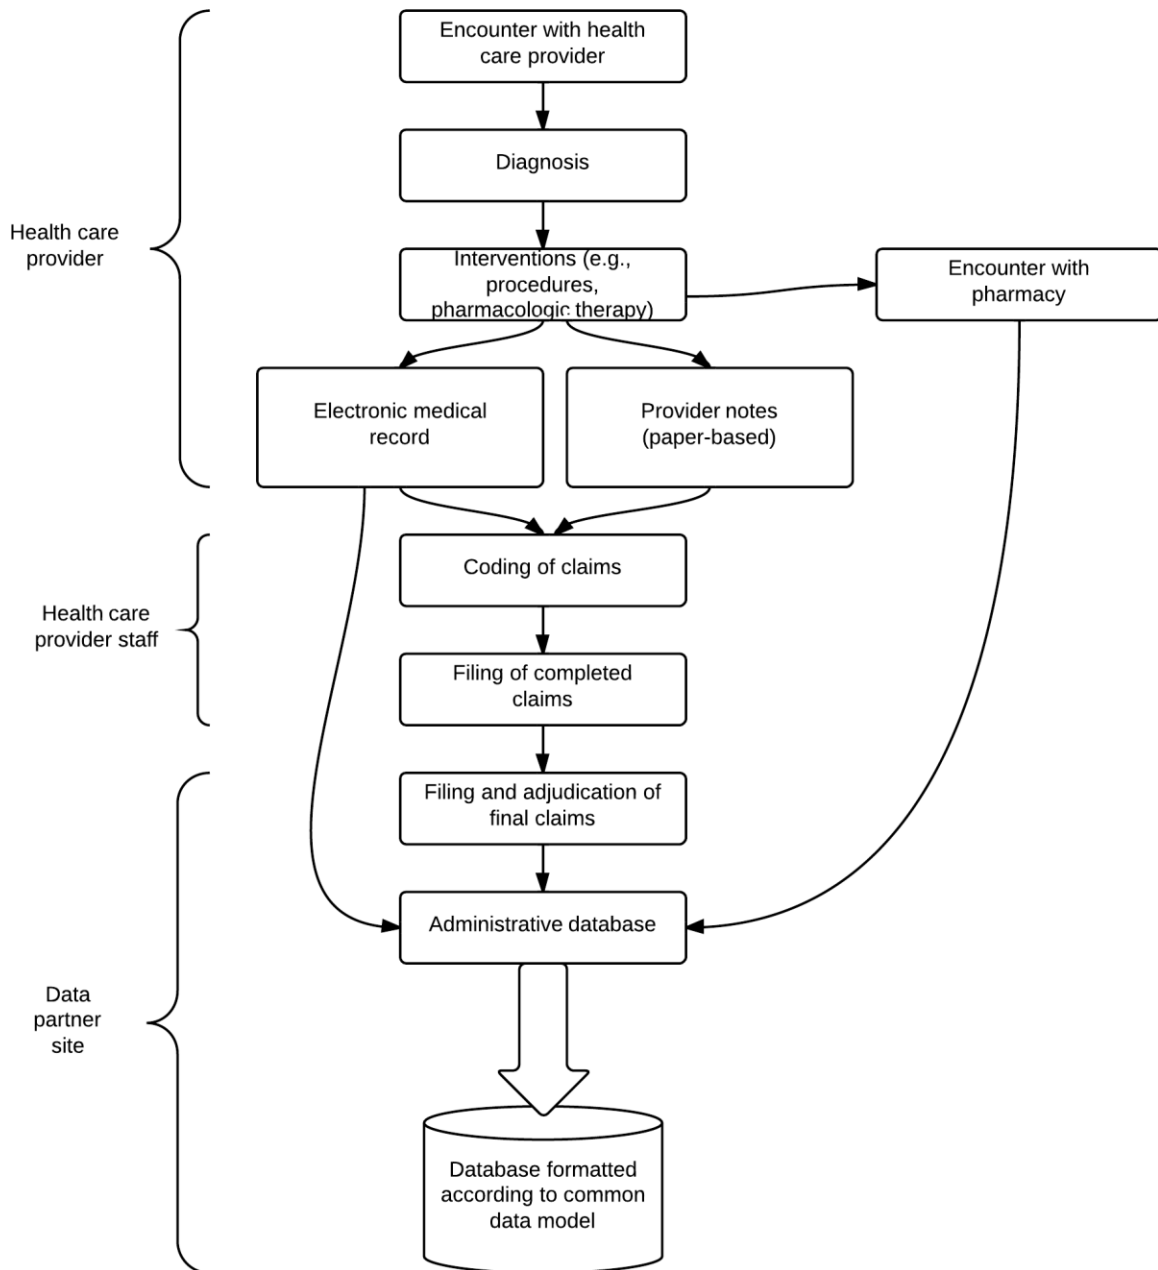 Encounter with health
care provider
Diagnosis
Health care
provider
Interventions (e.g.,
procedures,
pharmacologic therapy)
Encounter with
pharmacy
Electronic medical
record
Provider notes
(paper-based)
Coding of claims
Health care
provider staff
Filing of completed
claims
Filing and adjudication of
final claims
Administrative database
Data
partner
site
Database formatted
according to common
data model